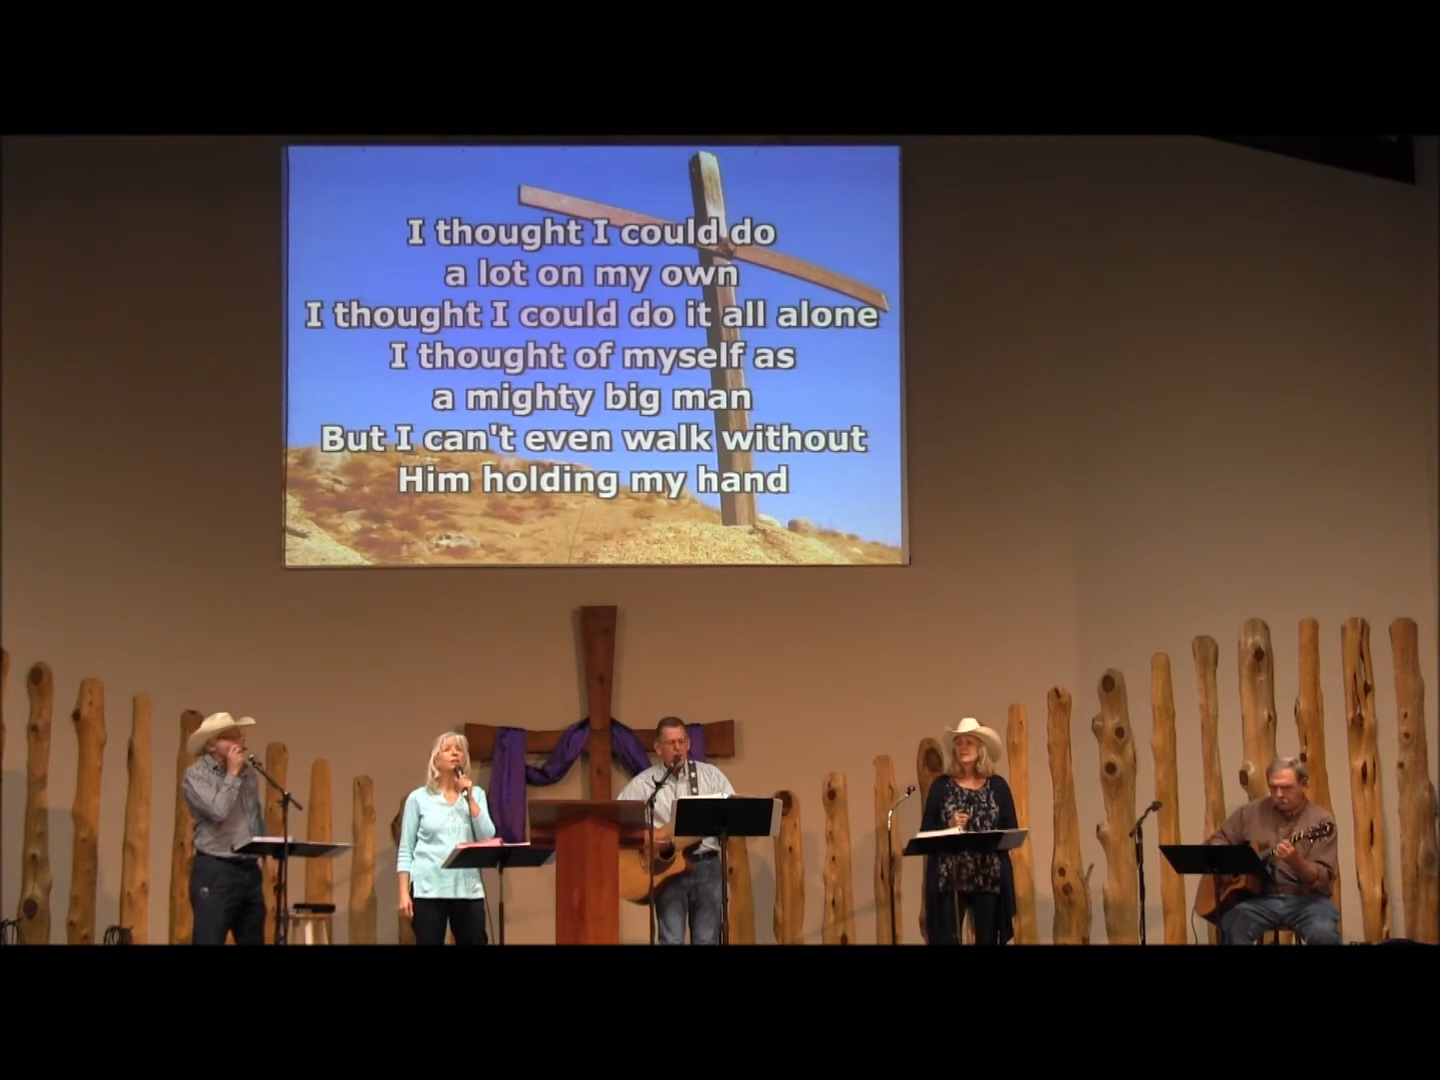 I thought I could do
a lot on my own
I thought I could do it all alone
I thought of myself as
a mighty big man
But I can't even walk without
Him holding my hand